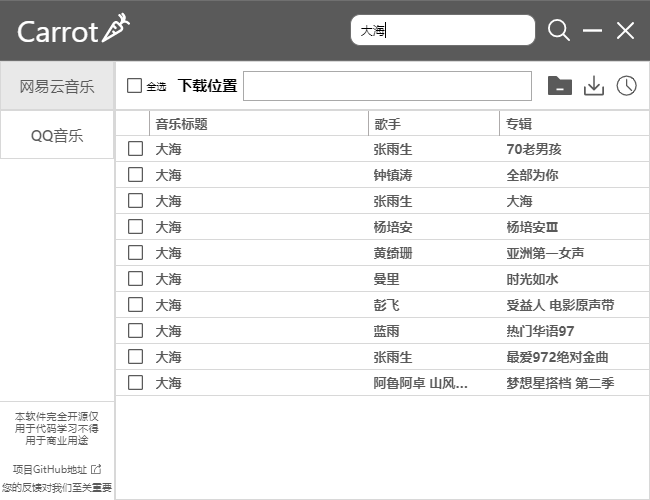 Carrot
大海
网易云音乐
QQ音乐
全选 下载位置
音乐标题 歌手 专辑
大海 张雨生 70老男孩
大海 钟镇涛 全部为你
大海 张雨生 大海
大海 杨培安 杨培安Ⅲ
大海 黄绮珊 亚洲第一女声
大海 曼里 时光如水
大海 彭飞 受益人 电影原声带
大海 蓝雨 热门华语97
大海 张雨生 最爱972绝对金曲
大海 阿鲁阿卓 山风... 梦想星搭档 第二季
本软件完全开源仅
用于代码学习不得
用于商业用途
项目GitHub地址
您的反馈对我们至关重要